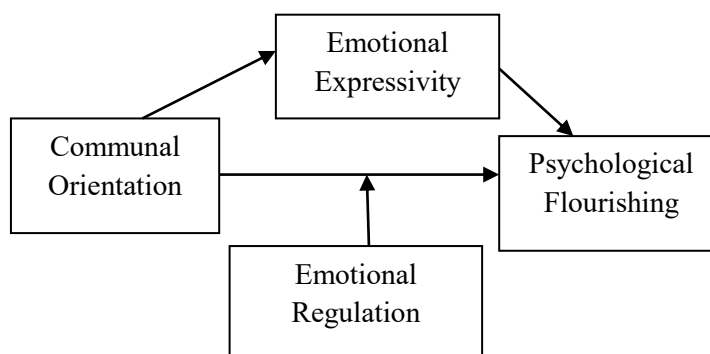 Emotional
Expressivity
Communal
Orientation
Psychological
Flourishing
Emotional
Regulation